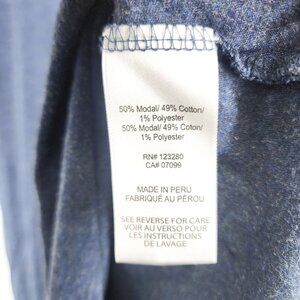 50% Modal/ 49% Cotton/
1% Polyester
50% Modal/ 49% Coton/
1% Polyester
RN# 123280
CA# 07099
MADE IN PERU
FABRIQUÉ AU PÉROU
SEE REVERSE FOR CARE
VOIR AU VERSO POUR
LES INSTRUCTIONS
DE LAVAGE